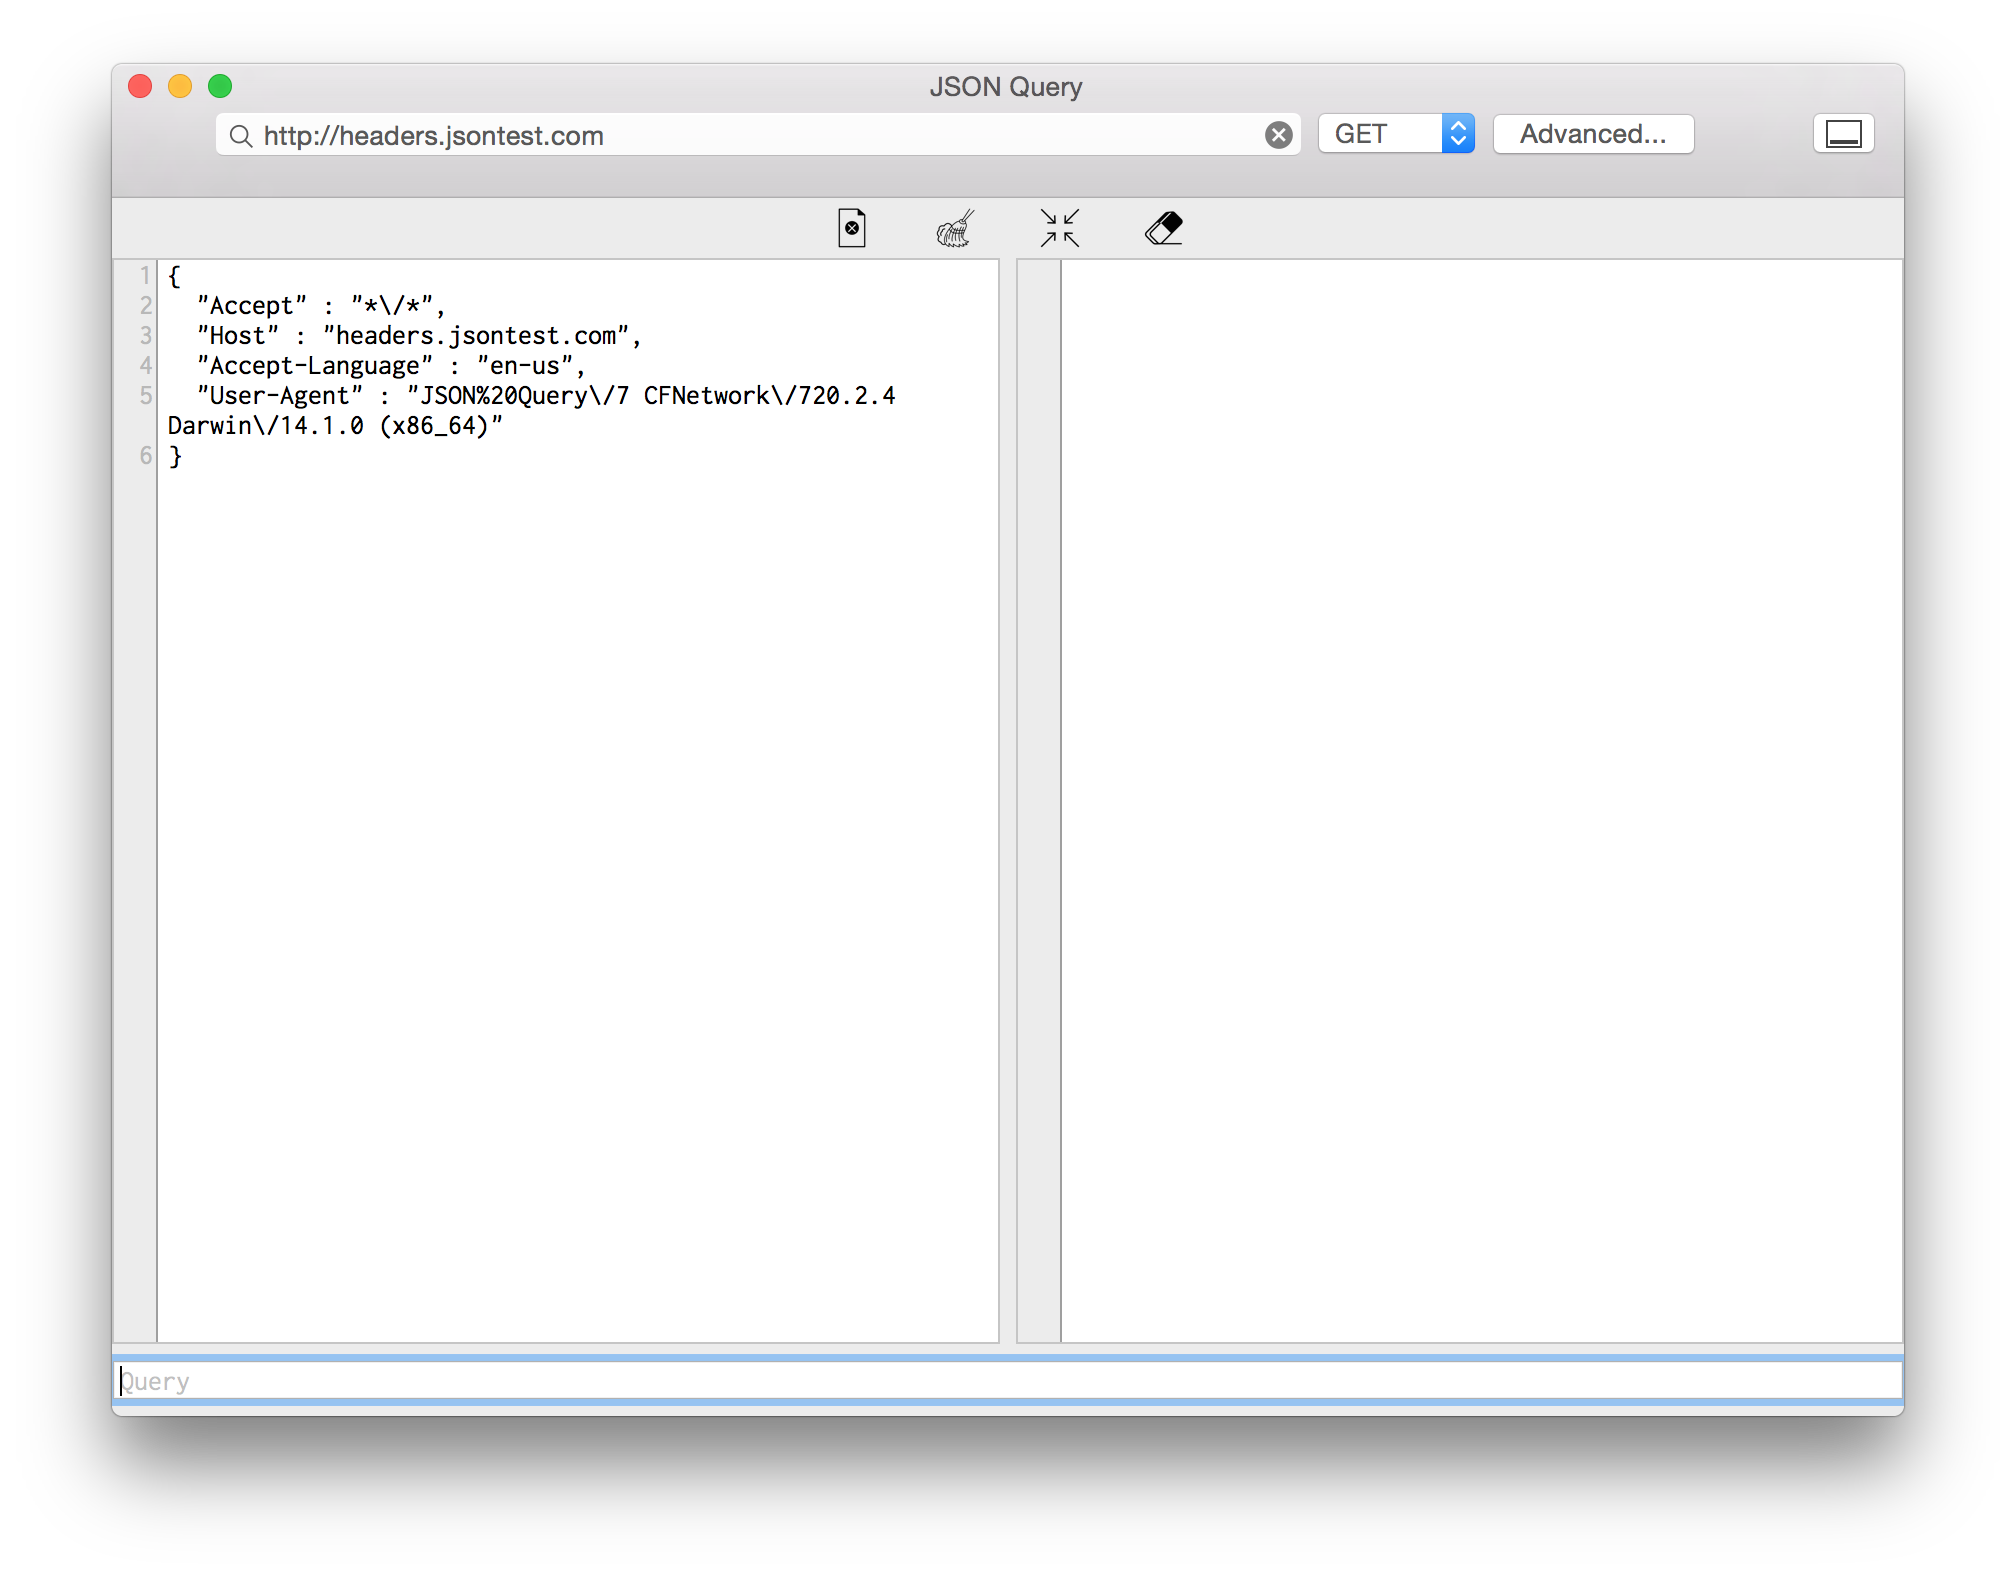 JSON Query
http://headers.jsontest.com
GET
Advanced...
1 {
2 "Accept" : "*\/*",
3 "Host" : "headers.jsontest.com",
4 "Accept-Language" : "en-us",
5 "User-Agent" : "JSON%20Query\/7 CFNetwork\/720.2.4
Darwin\/14.1.0 (x86_64)"
6 }
Query